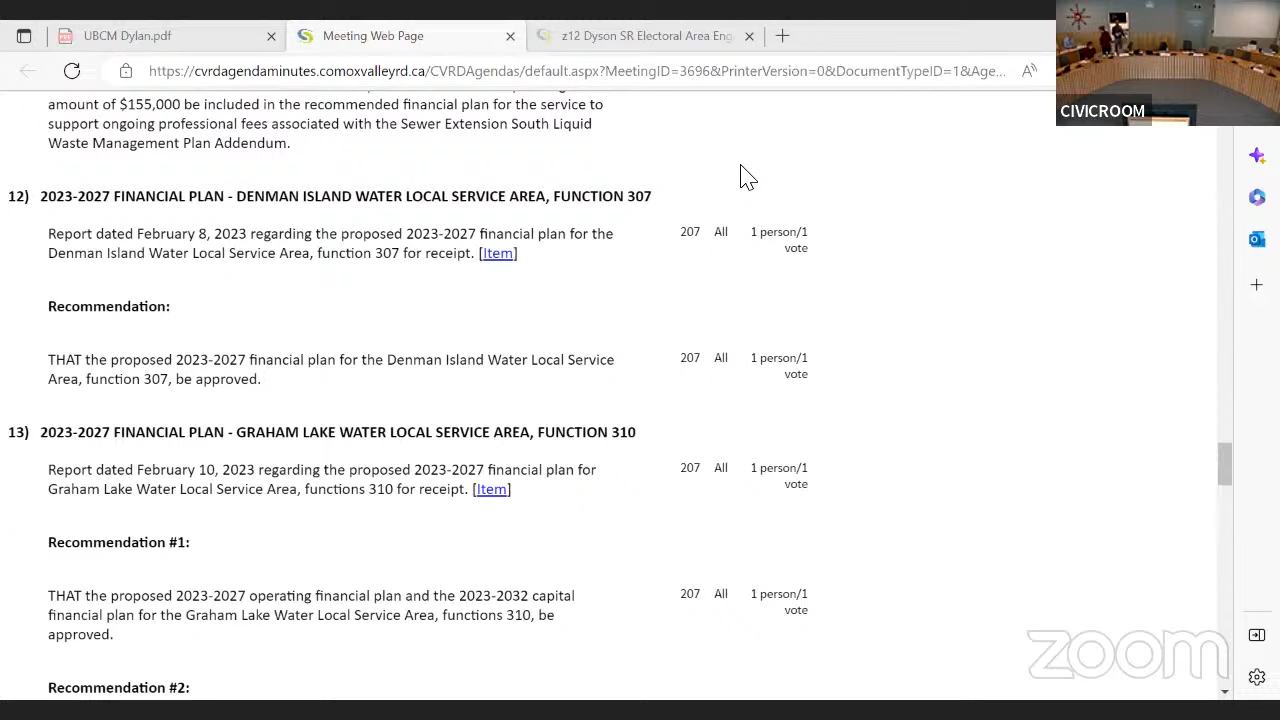 UBCM Dylan.pdf
Meeting Web Page
z12 Dyson SR Electoral Area Eng
https://cvrdagendaminutes.comoxvalleyrd.ca/CVRDAgendas/default.aspx?MeetingID=3696&PrinterVersion=0&DocumentTypeID=1&Age...
CIVICROOM
amount of $155,000 be included in the recommended financial plan for the service to
support ongoing professional fees associated with the Sewer Extension South Liquid
Waste Management Plan Addendum.
12) 2023-2027 FINANCIAL PLAN - DENMAN ISLAND WATER LOCAL SERVICE AREA, FUNCTION 307
Report dated February 8, 2023 regarding the proposed 2023-2027 financial plan for the 207 All 1 person/1
Denman Island Water Local Service Area, function 307 for receipt. [Item] vote
Recommendation:
THAT the proposed 2023-2027 financial plan for the Denman Island Water Local Service 207 All 1 person/1
Area, function 307, be approved. vote
13) 2023-2027 FINANCIAL PLAN - GRAHAM LAKE WATER LOCAL SERVICE AREA, FUNCTION 310
Report dated February 10, 2023 regarding the proposed 2023-2027 financial plan for 207 All 1 person/1
Graham Lake Water Local Service Area, functions 310 for receipt. [Item] vote
Recommendation #1:
THAT the proposed 2023-2027 operating financial plan and the 2023-2032 capital 207 All 1 person/1
financial plan for the Graham Lake Water Local Service Area, functions 310, be vote
approved.
Recommendation #2:
zoom